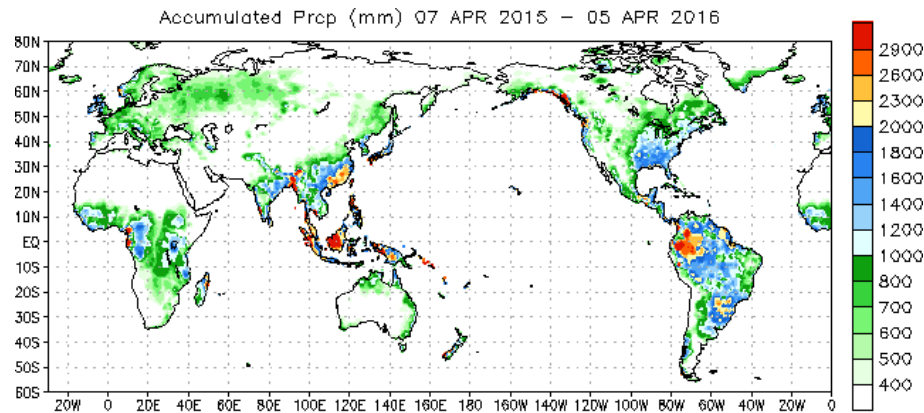 Accumulated Prcp (mm) 07 APR 2015 – 05 APR 2016
80N
70N
60N
50N
40N
30N
20N
10N
EQ
10S
20S
30S
40S
50S
60S
20W 0 20E 40E 60E 80E 100E 120E 140E 160E 180 160W 140W 120W 100W 80W 60W 40W 20W 0
2900
2600
2300
2000
1800
1600
1400
1200
1000
800
700
600
500
400